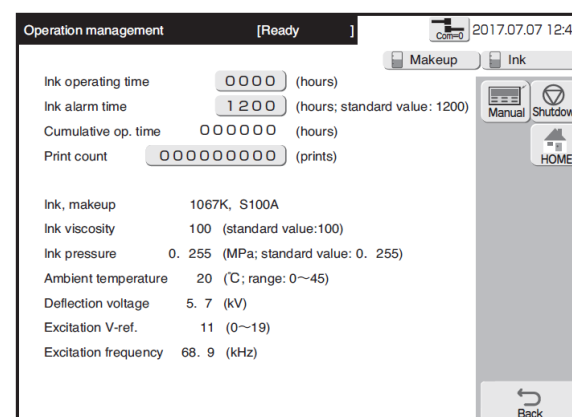 Operation management [Ready ] Com=0 2017.07.07 12:4
Makeup Ink
Ink operating time 0000 (hours)
Ink alarm time 1200 (hours; standard value: 1200)
Manual Shutdow
Cumulative op. time 000000 (hours)
Print count 000000000 (prints)
HOME
Ink, makeup 1067K, S100A
Ink viscosity 100 (standard value:100)
Ink pressure 0. 255 (MPa; standard value: 0. 255)
Ambient temperature 20 (℃; range: 0～45)
Deflection voltage 5. 7 (kV)
Excitation V-ref. 11 (0～19)
Excitation frequency 68. 9 (kHz)
Back